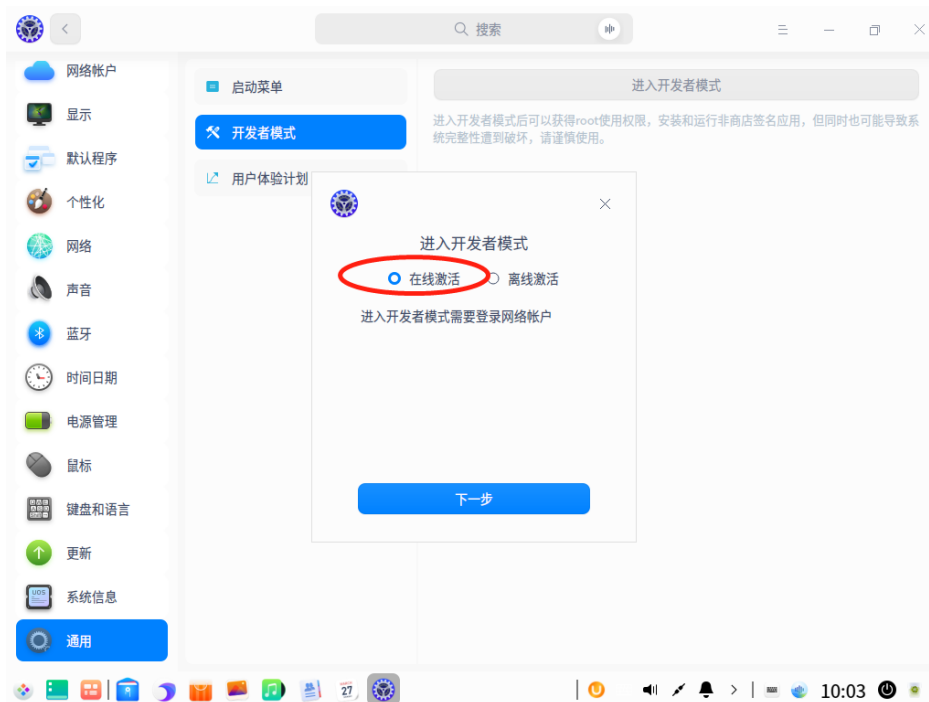 搜索
网络帐户
显示
默认程序
个性化
网络
声音
蓝牙
时间日期
电源管理
鼠标
键盘和语言
更新
系统信息
通用
启动菜单
开发者模式
用户体验计划
进入开发者模式
进入开发者模式后可以获得root使用权限，安装和运行非商店签名应用，但同时也可能导致系
统完整性遭到破坏，请谨慎使用。
进入开发者模式
在线激活 离线激活
进入开发者模式需要登录网络帐户
下一步
UOS
27
10:03